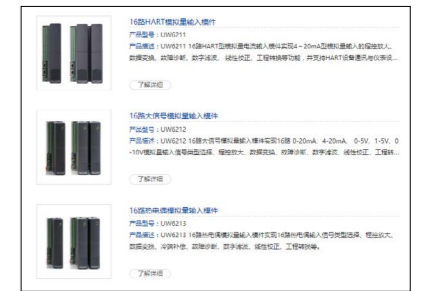 16路HART模拟量输入模件
产品型号：UW6211
产品描述：UW6211 16路HART型模拟量电流输入模件实现4～20mA型模拟量输入的程控放大、
数据变换、故障诊断、数字滤波、线性校正、工程转换等功能，并支持HART设备通讯与仪表设...
了解详细
16路大信号模拟量输入模件
产品型号：UW6212
产品描述：UW6212 16路大信号模拟量输入模件实现16路 0-20mA、4-20mA、0-5V、1-5V、0
-10V模拟量输入信号类型选择、程控放大、数据变换、故障诊断、数字滤波、线性校正、工程转...
了解详细
16路热电偶模拟量输入模件
产品型号：UW6213
产品描述：UW6213 16路热电偶模拟量输入模件实现16路热电偶输入信号类型选择、程控放大、
数据变换、冷端补偿、故障诊断、数字滤波、线性校正、工程转换等。
了解详细